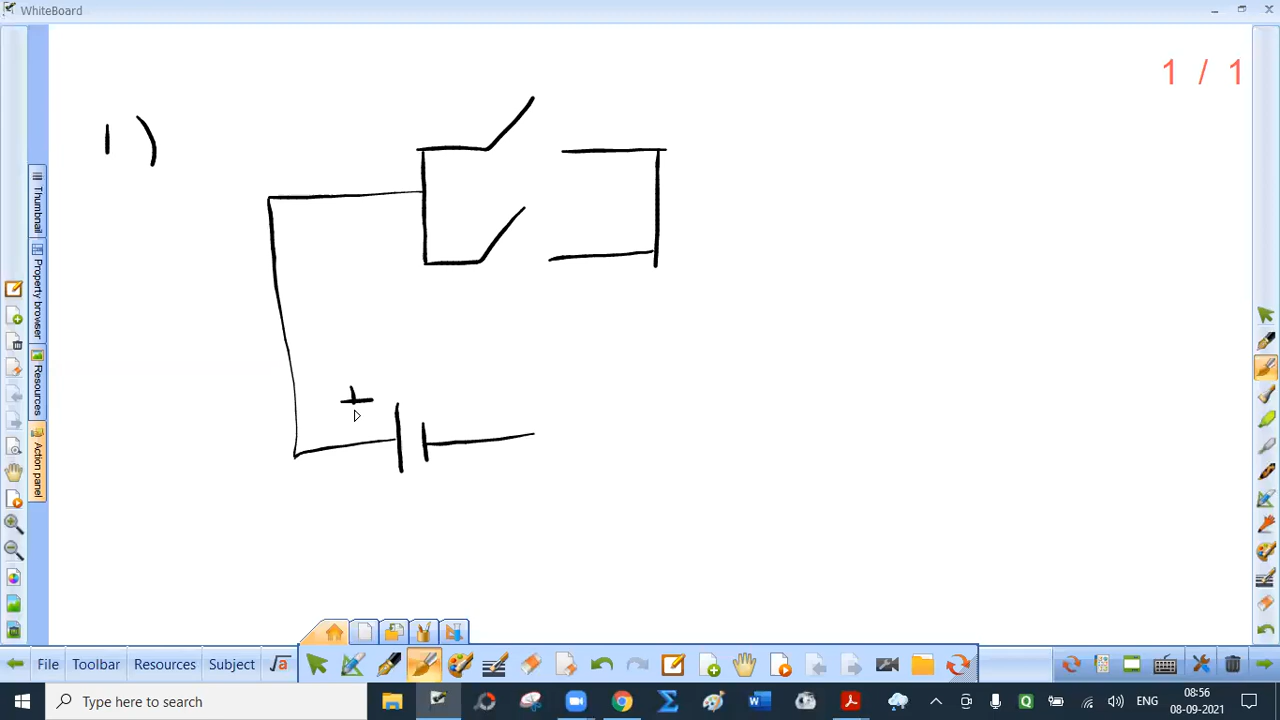 WhiteBoard
1 / 1
1)
+
Thumbnail
Property browser
Resources
Action panel
File
Toolbar
Resources
Subject
√a
Type here to search
ENG
08:56
08-09-2021